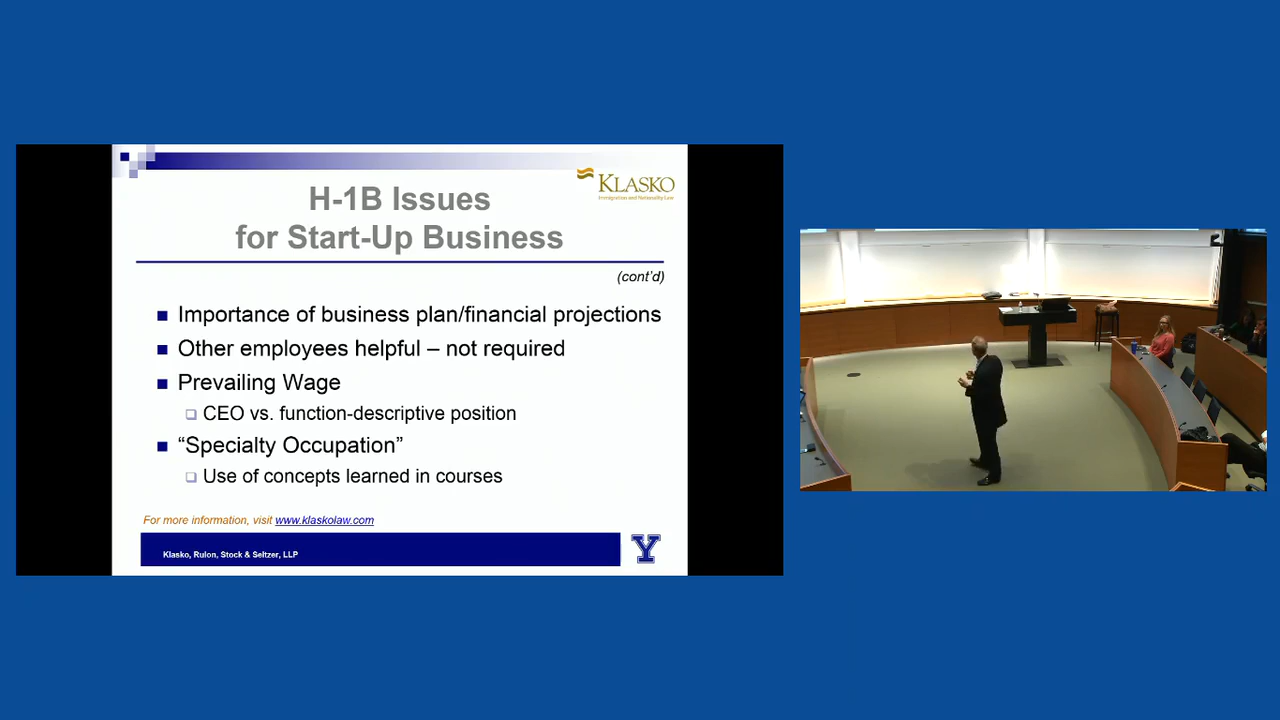 KLASKO
Immigration and Nationality Law
H-1B Issues
for Start-Up Business
(cont'd)
Importance of business plan/financial projections
Other employees helpful – not required
Prevailing Wage
CEO vs. function-descriptive position
“Specialty Occupation”
Use of concepts learned in courses
For more information, visit www.klaskolaw.com
Klasko, Rulon, Stock & Seltzer, LLP
Y